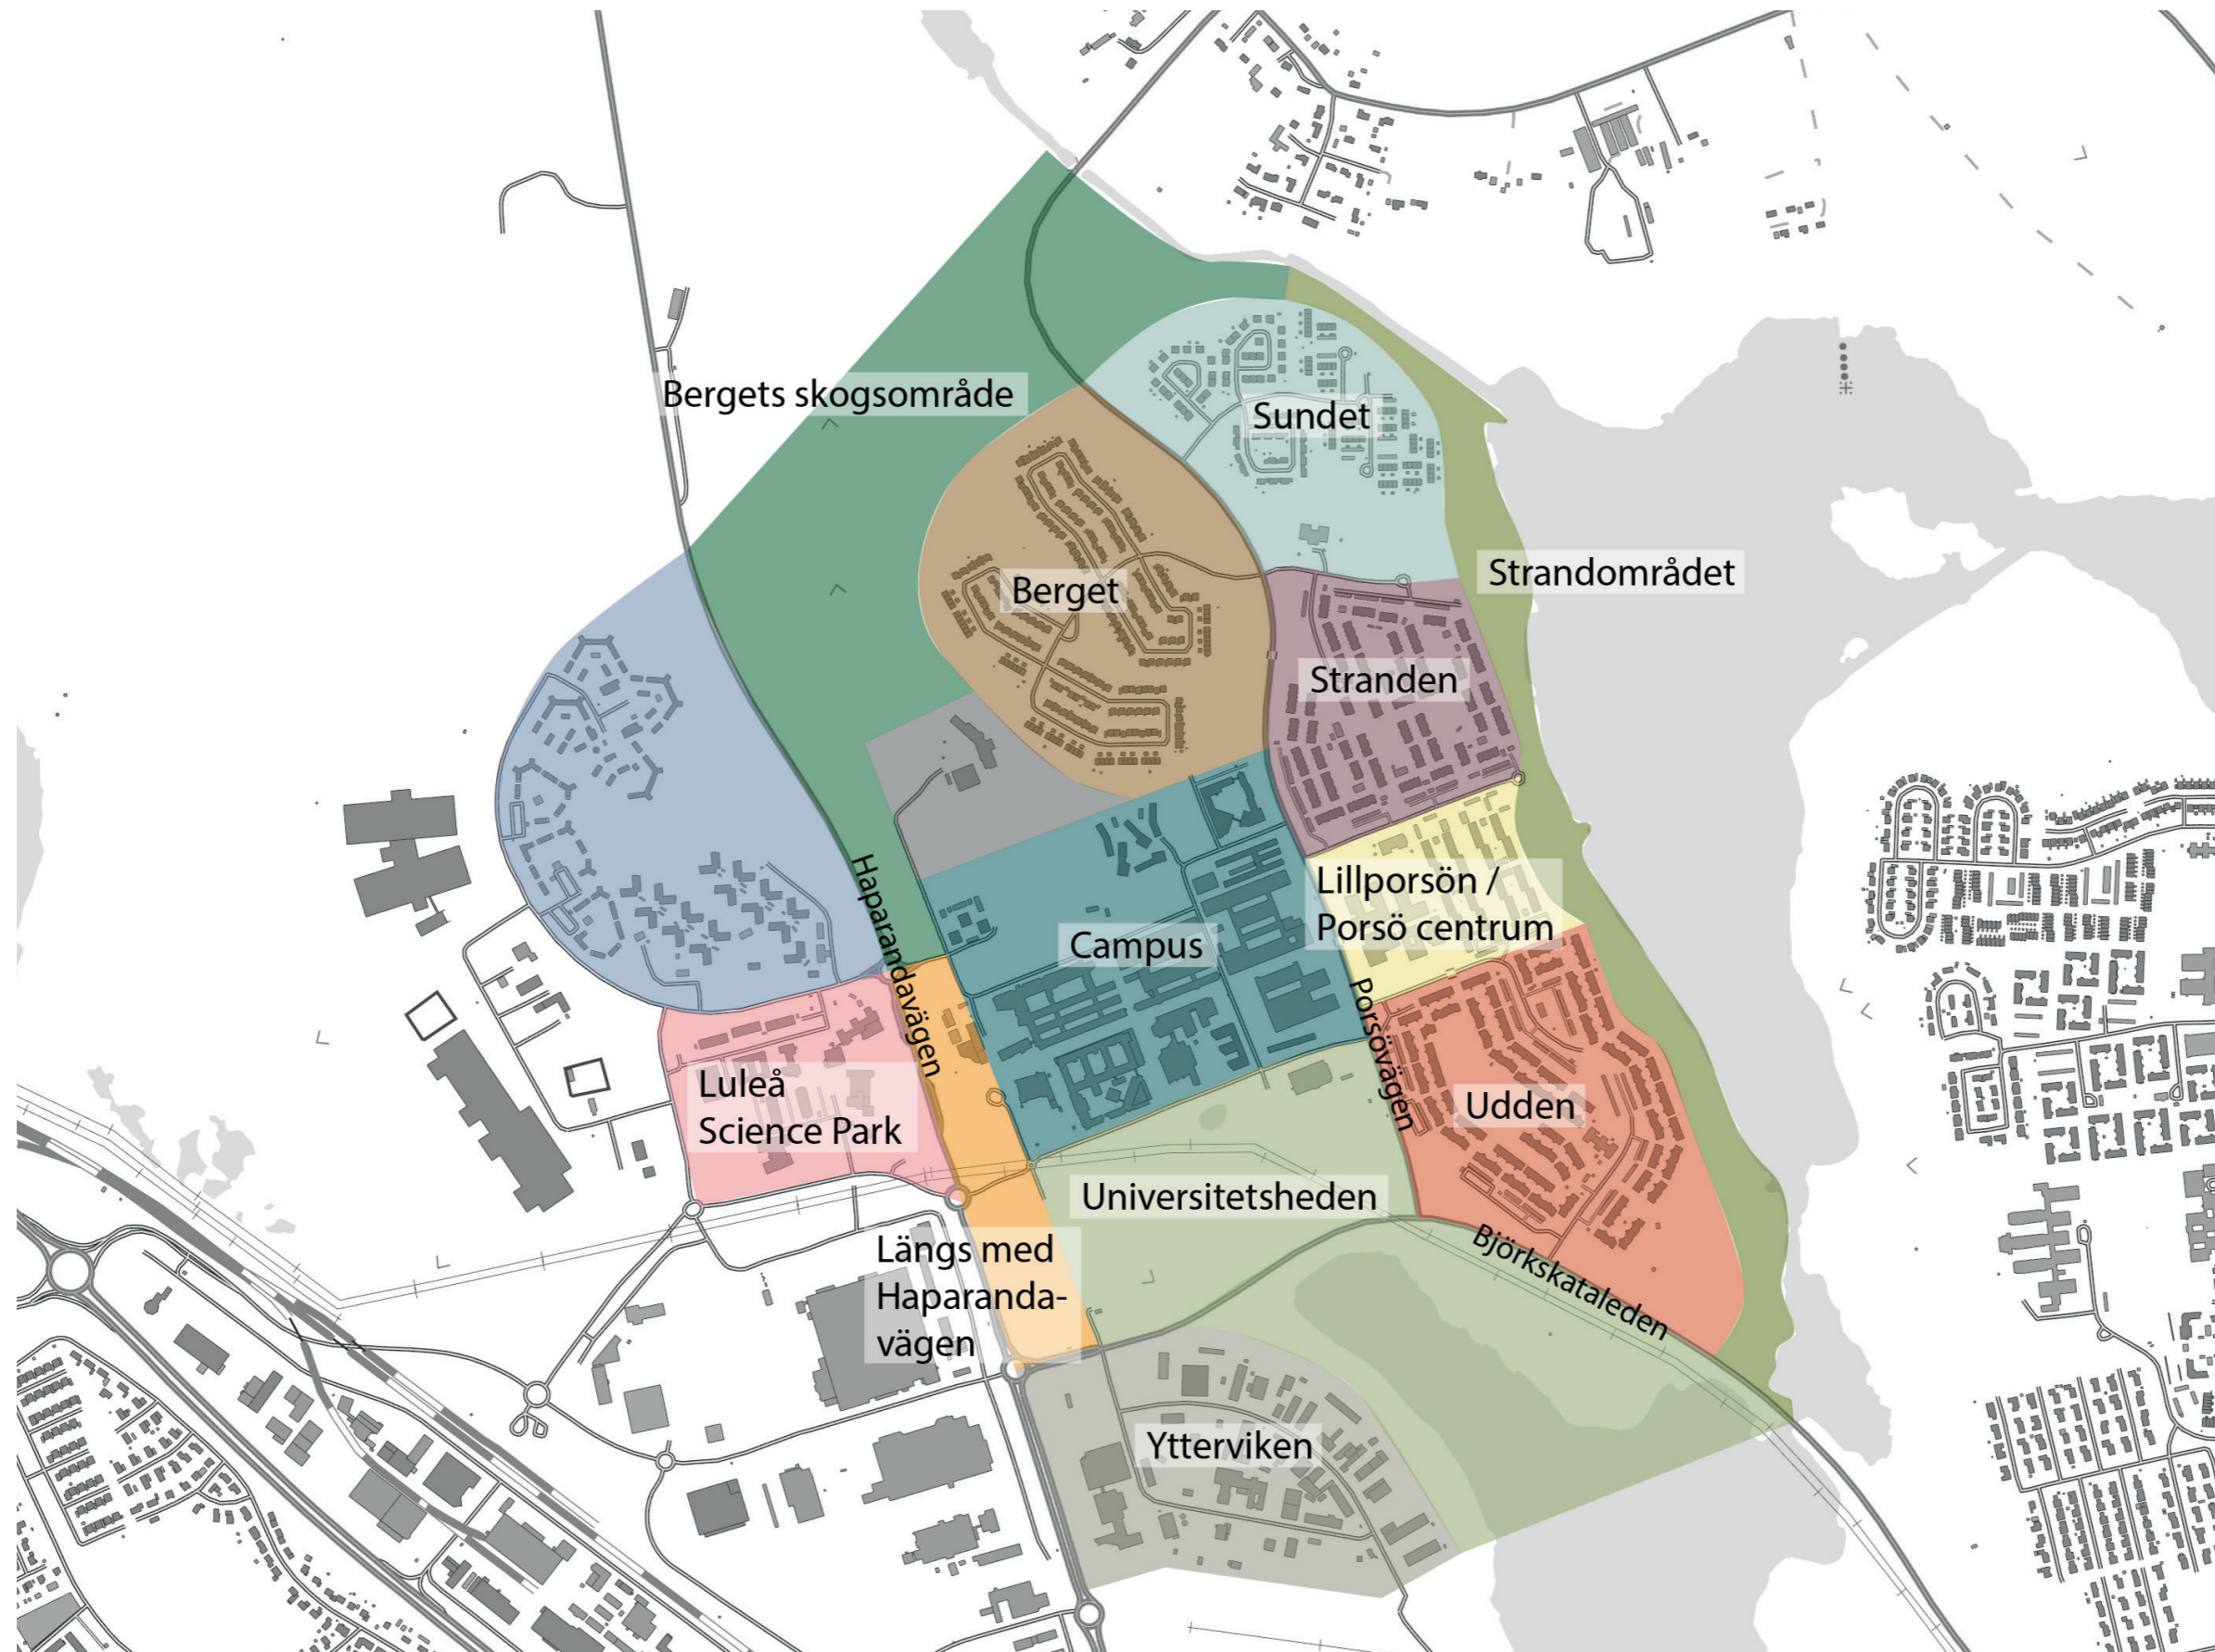 Bergets skogsområde
Sundet
Strandområdet
Berget
Stranden
Haparandavägen
Lillporsön /
Porsö centrum
Campus
Porsövägen
Luleå
Science Park
Udden
Universitetsheden
Längs med
Haparanda-
vägen
Björkskataleden
Ytterviken